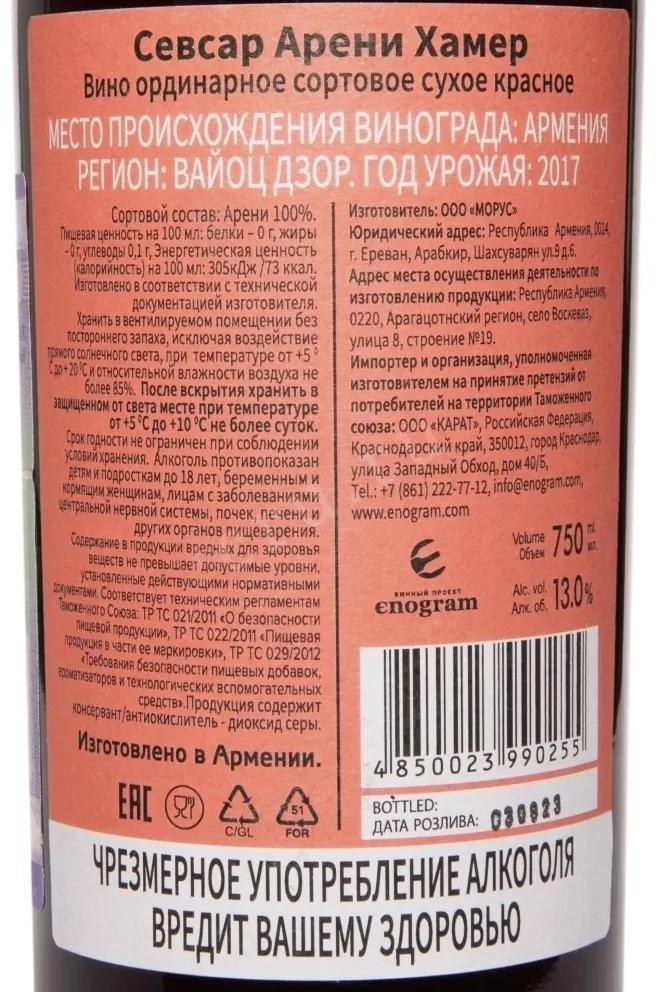 Севсар Арени Хамер
Вино ординарное сортовое сухое красное
МЕСТО ПРОИСХОЖДЕНИЯ ВИНОГРАДА: АРМЕНИЯ
РЕГИОН: ВАЙОЦ ДЗОР. ГОД УРОЖАЯ: 2017
Сортовой состав: Арени 100%.
Пищевая ценность на 100 мл: белки – 0 г, жиры
– 0 г, углеводы 0,1 г, Энергетическая ценность
(калорийность) на 100 мл: 305кДж /73 ккал.
Изготовлено в соответствии с технической
документацией изготовителя.
Хранить в вентилируемом помещении без
постороннего запаха, исключая воздействие
прямого солнечного света, при температуре от +5 °
С до + 20 °С и относительной влажности воздуха не
более 85%. После вскрытия хранить в
защищенном от света месте при температуре
от +5 °С до +10 °С не более суток.
Срок годности не ограничен при соблюдении
условий хранения. Алкоголь противопоказан
детям и подросткам до 18 лет, беременным и
кормящим женщинам, лицам с заболеваниями
центральной нервной системы, почек, печени и
других органов пищеварения.
Содержание в продукции вредных для здоровья
веществ не превышает допустимые уровни,
установленные действующими нормативными
документами. Соответствует техническим регламентам
Таможенного Союза: ТР ТС 021/2011 «О безопасности
пищевой продукции», ТР ТС 022/2011 «Пищевая
продукция в части ее маркировки», ТР ТС 029/2012
«Требования безопасности пищевых добавок,
ароматизаторов и технологических вспомогательных
средств».Продукция содержит
консервант/антиокислитель - диоксид серы.
Изготовлено в Армении.
EAC
C/GL
51
FOR
Изготовитель: ООО «МОРУС»
Юридический адрес: Республика Армения, 0014,
г. Ереван, Арабкир, Шахсуварян ул.9 д.6.
Адрес места осуществления деятельности по
изготовлению продукции: Республика Армения,
0220, Арагацотнский регион, село Воскеваз,
улица 8, строение №19.
Импортер и организация, уполномоченная
изготовителем на принятие претензий от
потребителей на территории Таможенного
союза: ООО «КАРАТ», Российская Федерация,
Краснодарский край, 350012, город Краснодар,
улица Западный Обход, дом 40/Б,
Тел.: +7 (861) 222-77-12, info@enogram.com,
www.enogram.com
ВИННЫЙ ПРОЕКТ
enogram
Volume 750 ml.
Объем мл.
Alc. vol. 13.0%
Алк. об.
4 850023 990255
BOTTLED:
ДАТА РОЗЛИВА: 030823
ЧРЕЗМЕРНОЕ УПОТРЕБЛЕНИЕ АЛКОГОЛЯ
ВРЕДИТ ВАШЕМУ ЗДОРОВЬЮ